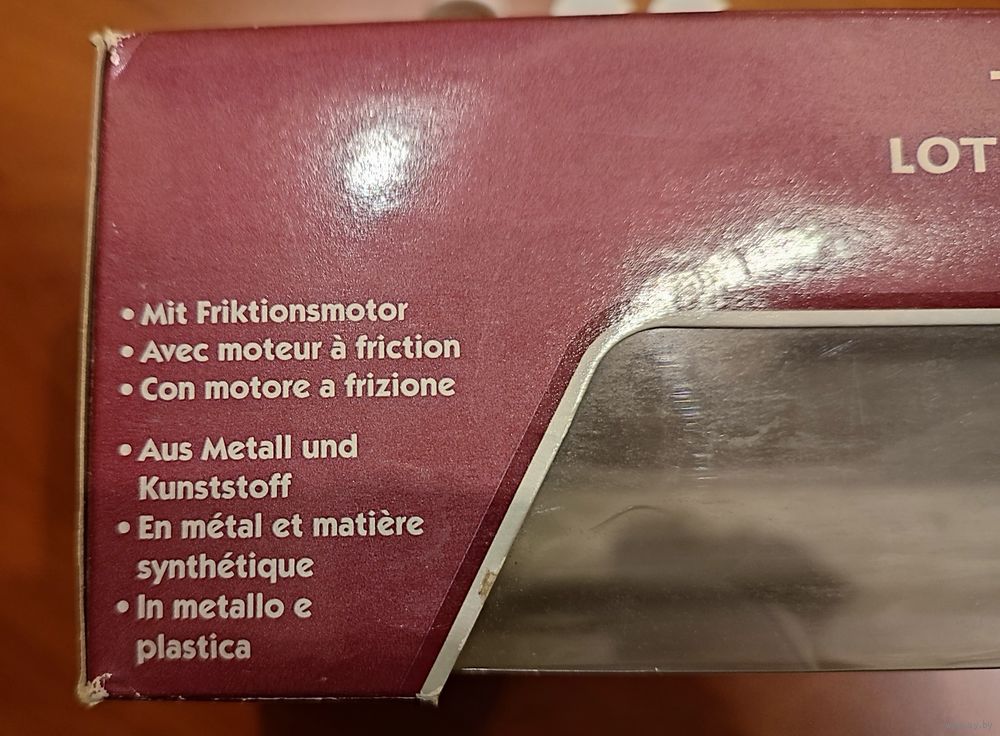 LOT
• Mit Friktionsmotor
• Avec moteur à friction
• Con motore a frizione
• Aus Metall und
Kunststoff
• En métal et matière
synthétique
• In metallo e
plastica